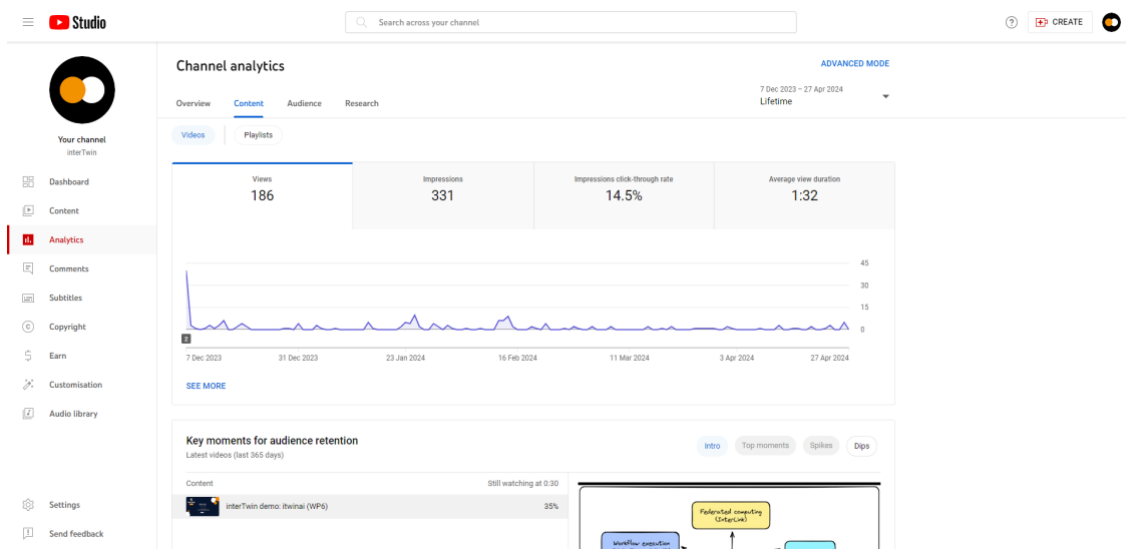 Studio
Search across your channel
?
CREATE
Your channel
interTwin
Dashboard
Content
Analytics
Comments
Subtitles
Copyright
Earn
Customisation
Audio library
Settings
Send feedback
Channel analytics
ADVANCED MODE
Overview
Content
Audience
Research
7 Dec 2023 – 27 Apr 2024
Lifetime
Videos
Playlists
Views
186
Impressions
331
Impressions click-through rate
14.5%
Average view duration
1:32
45
30
15
0
7 Dec 2023
31 Dec 2023
23 Jan 2024
16 Feb 2024
11 Mar 2024
3 Apr 2024
27 Apr 2024
SEE MORE
Key moments for audience retention
Latest videos (last 365 days)
Intro
Top moments
Spikes
Dips
Content
Still watching at 0:30
interTwin demo: itwinai (WP6)
35%
Federated computing
(InterLink)
Workflow execution